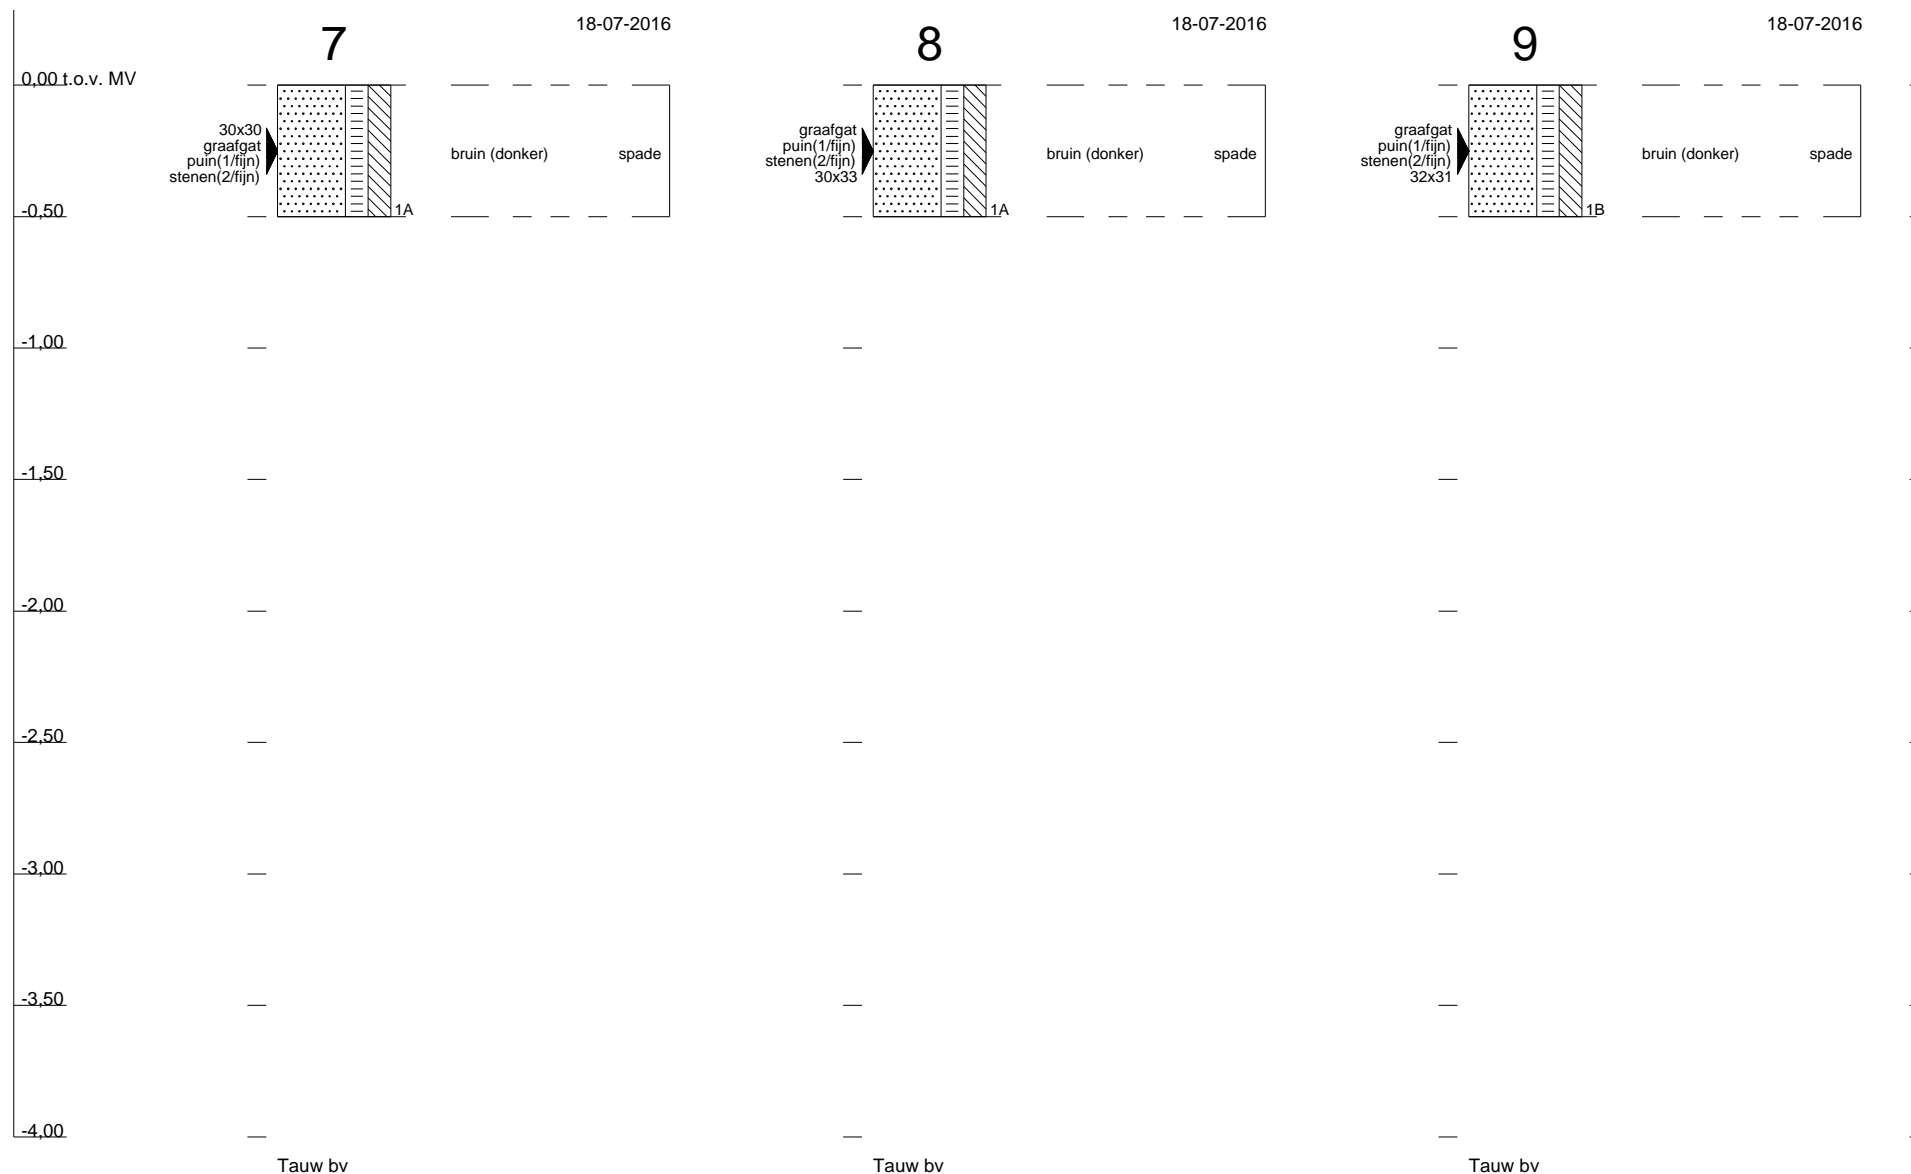 7
18-07-2016
8
18-07-2016
9
18-07-2016
0,00 t.o.v. MV
30x30
graafgat
puin(1/fijn)
stenen(2/fijn)
bruin (donker)
spade
1A
graafgat
puin(1/fijn)
stenen(2/fijn)
30x33
bruin (donker)
spade
1A
graafgat
puin(1/fijn)
stenen(2/fijn)
32x31
bruin (donker)
spade
1B
-0,50
-1,00
-1,50
-2,00
-2,50
-3,00
-3,50
-4,00
Tauw bv
Tauw bv
Tauw bv